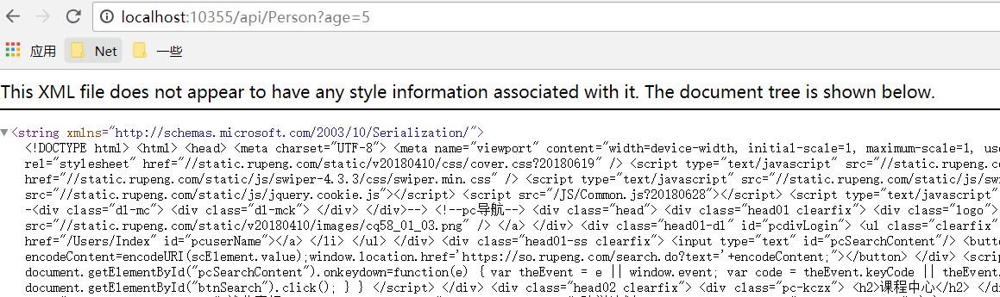 localhost:10355/api/Person?age=5
应用 Net 一些
This XML file does not appear to have any style information associated with it. The document tree is shown below.
<string xmlns="http://schemas.microsoft.com/2003/10/Serialization/">
<!DOCTYPE html> <html> <head> <meta charset="UTF-8"> <meta name="viewport" content="width=device-width, initial-scale=1, maximum-scale=1, use
rel="stylesheet" href="//static.rupeng.com/static/v20180410/css/cover.css?20180619" /> <script type="text/javascript" src="//static.rupeng.com/
href="//static.rupeng.com/static/js/swiper-4.3.3/css/swiper.min.css" /> <script type="text/javascript" src="//static.rupeng.com/static/js/sw
src="//static.rupeng.com/static/js/jquery.cookie.js"></script> <script src="/JS/Common.js?20180628"></script> <script type="text/javascript"
-<div class="dl-mc"> <div class="dl-mck"> </div> </div>--> <!--pc导航--> <div class="head"> <div class="head01 clearfix"> <div class="logo">
src="//static.rupeng.com/static/v20180410/images/cq58_01_03.png" /> </a> </div> <div class="head01-dl" id="pcdivLogin"> <ul class="clearfix"
href="/Users/Index" id="pcuserName"></a> </li> </ul> </div> <div class="head01-ss clearfix"> <input type="text" id="pcSearchContent"/> <but
encodeContent=encodeURI(scElement.value);window.location.href='https://so.rupeng.com/search.do?text='+encodeContent;"></button> </div> <scri
document.getElementById("pcSearchContent").onkeydown=function(e) { var theEvent = e || window.event; var code = theEvent.keyCode || theEvent.
document.getElementById("btnSearch").click(); } } </script> </div> <div class="head02 clearfix"> <div class="pc-kczx"> <h2>课程中心</h2> </d